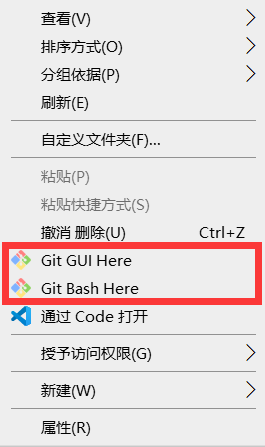 查看(V)
排序方式(O)
分组依据(P)
刷新(E)
自定义文件夹(F)...
粘贴(P)
粘贴快捷方式(S)
撤消 删除(U) Ctrl+Z
Git GUI Here
Git Bash Here
通过 Code 打开
授予访问权限(G)
新建(W)
属性(R)